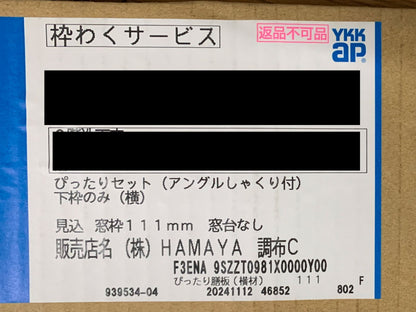 枠わくサービス
返品不可品
YKK
ap®
ぴったりセット（アングルしゃくり付）
下枠のみ（横）
見込 窓枠111mm 窓台なし
販売店名（株）HAMAYA 調布C
F3ENA 9SZZT0981X0000Y00
ぴったり膳板（横材） 111 F
939534-04 20241112 46852 802